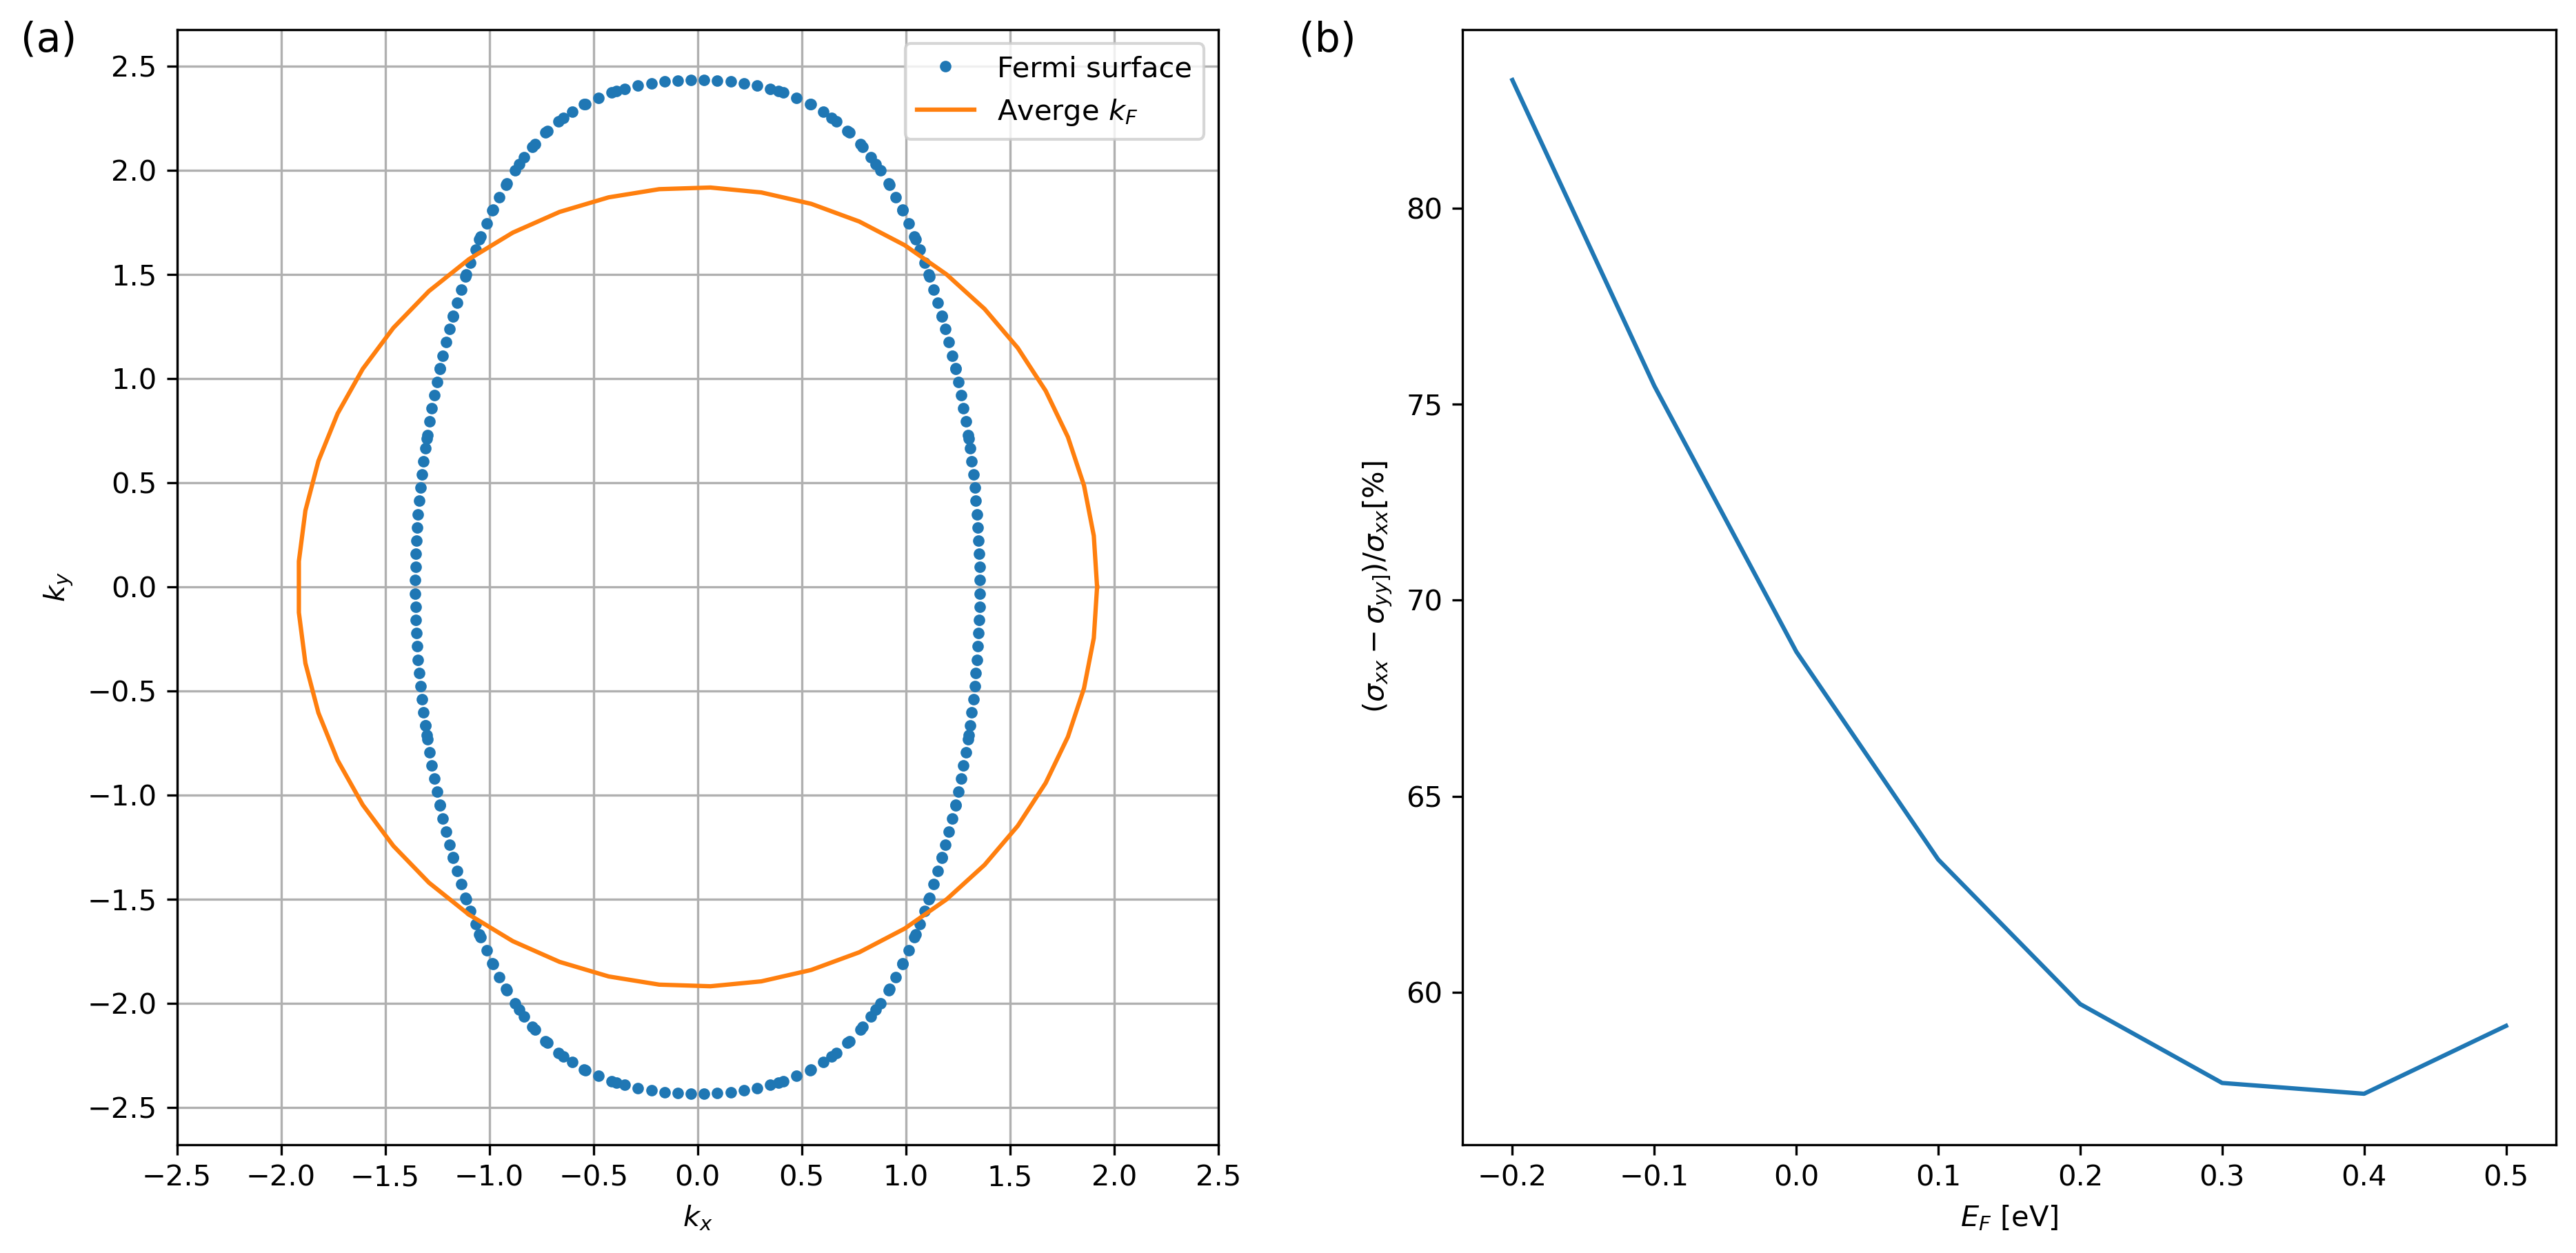 (a)
2.5
2.0
1.5
1.0
0.5
0.0
−0.5
−1.0
−1.5
−2.0
−2.5
k_y
−2.5 −2.0 −1.5 −1.0 −0.5 0.0 0.5 1.0 1.5 2.0 2.5
k_x
Fermi surface
Averge k_F
(b)
80
75
70
65
60
(σ_xx − σ_yy])/σ_xx[%]
−0.2 −0.1 0.0 0.1 0.2 0.3 0.4 0.5
E_F [eV]